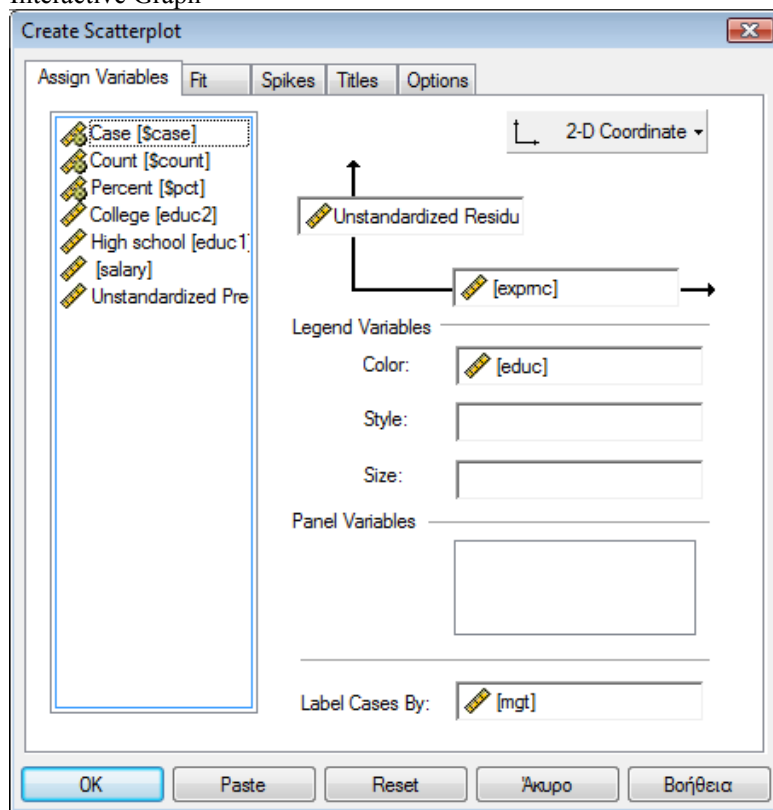 Interactive Graph
Create Scatterplot
Assign Variables Fit Spikes Titles Options
Case [$case]
Count [$count]
Percent [$pct]
College [educ2]
High school [educ1]
[salary]
Unstandardized Pre
2-D Coordinate
Unstandardized Residu
[exprnc]
Legend Variables
Color: [educ]
Style:
Size:
Panel Variables
Label Cases By: [mgt]
OK Paste Reset Άκυρο Βοήθεια